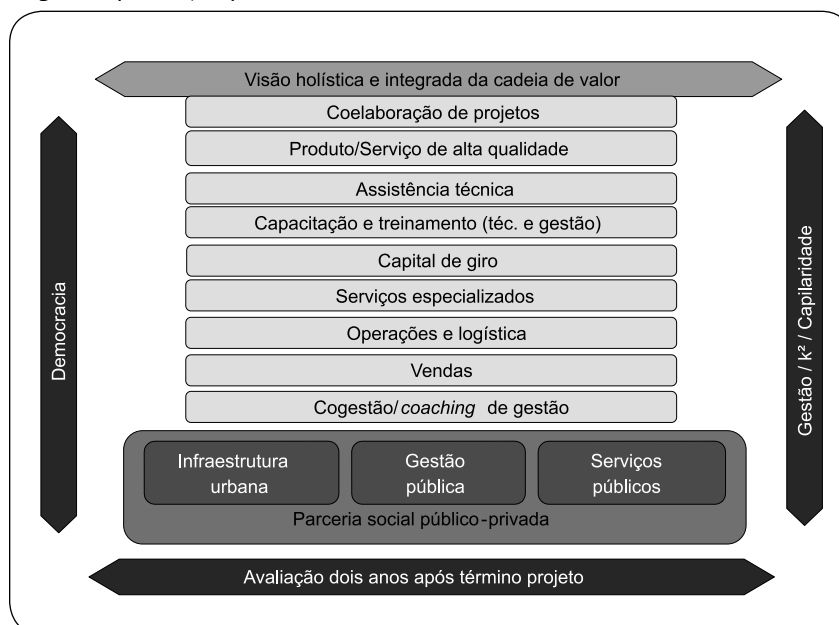 Visão holística e integrada da cadeia de valor
Coelaboração de projetos
Produto/Serviço de alta qualidade
Assistência técnica
Capacitação e treinamento (téc. e gestão)
Capital de giro
Serviços especializados
Operações e logística
Vendas
Cogestão/coaching de gestão
Democracia
Gestão / k² / Capilaridade
Infraestrutura
urbana
Gestão
pública
Serviços
públicos
Parceria social público-privada
Avaliação dois anos após término projeto